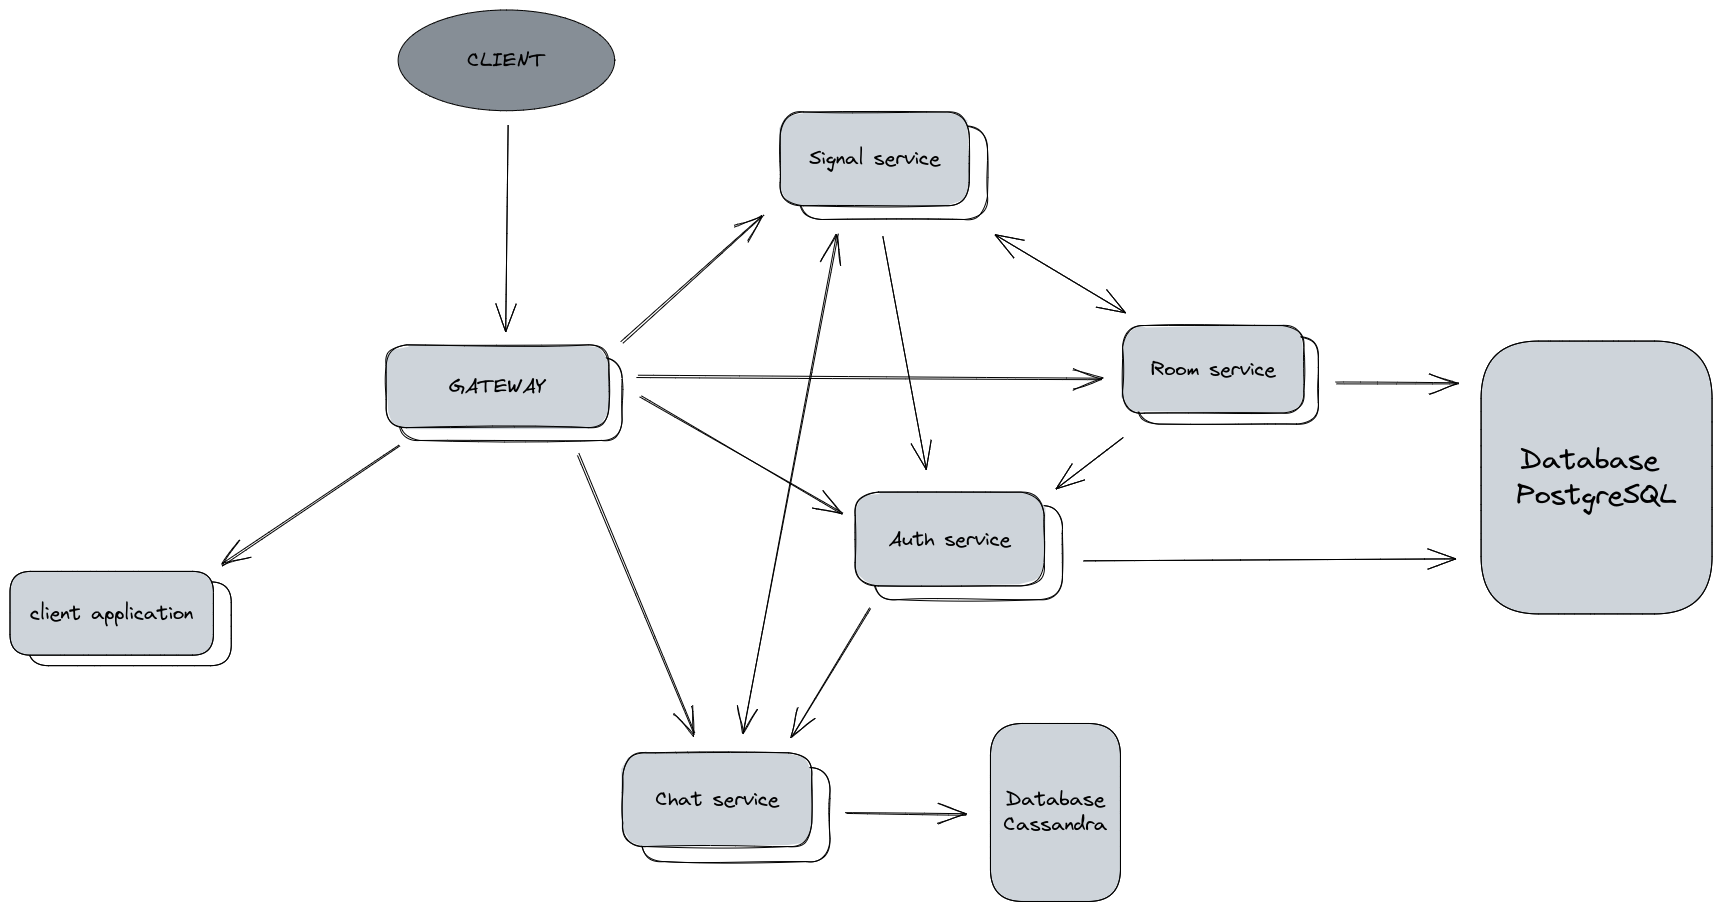 CLIENT
Signal service
GATEWAY
Room service
Database
PostgreSQL
Auth service
client application
Chat service
Database
Cassandra